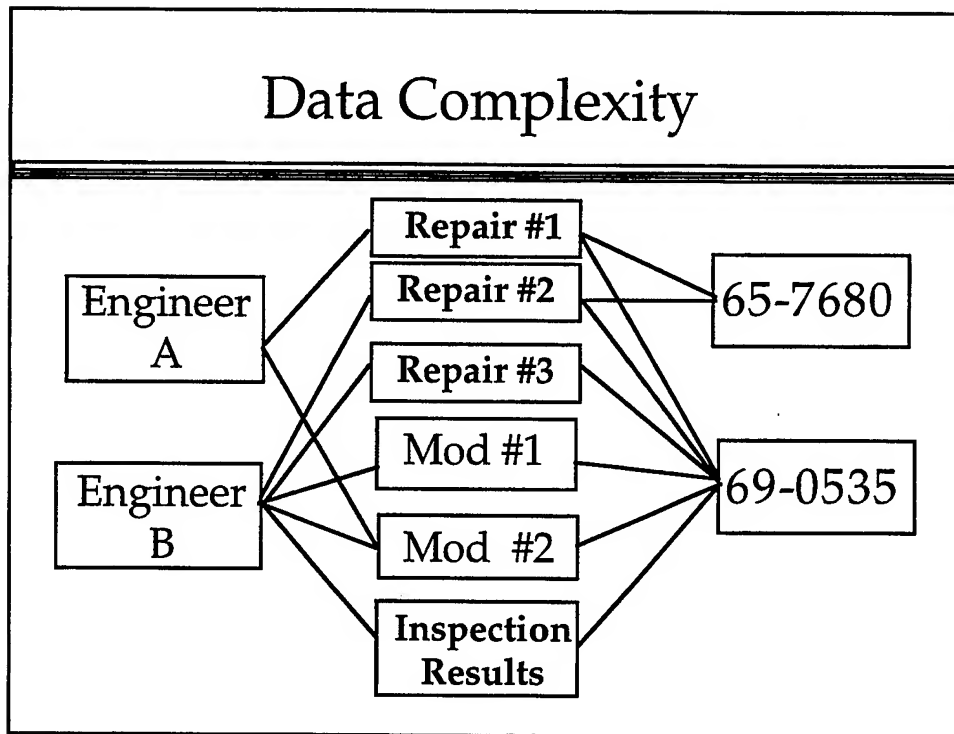 Data Complexity
Engineer
A
Engineer
B
Repair #1
Repair #2
Repair #3
Mod #1
Mod #2
Inspection
Results
65-7680
69-0535